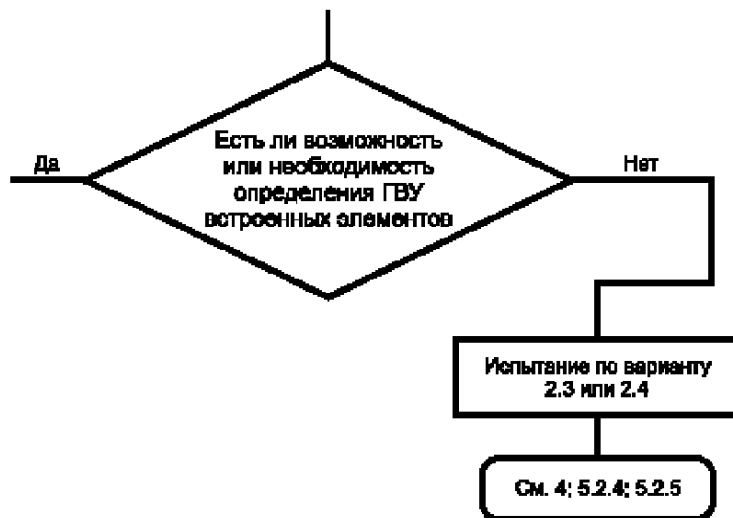 Есть ли возможность
или необходимость
определения ГВУ
встроенных элементов
Да
Нет
Испытание по варианту
2.3 или 2.4
См. 4; 5.2.4; 5.2.5